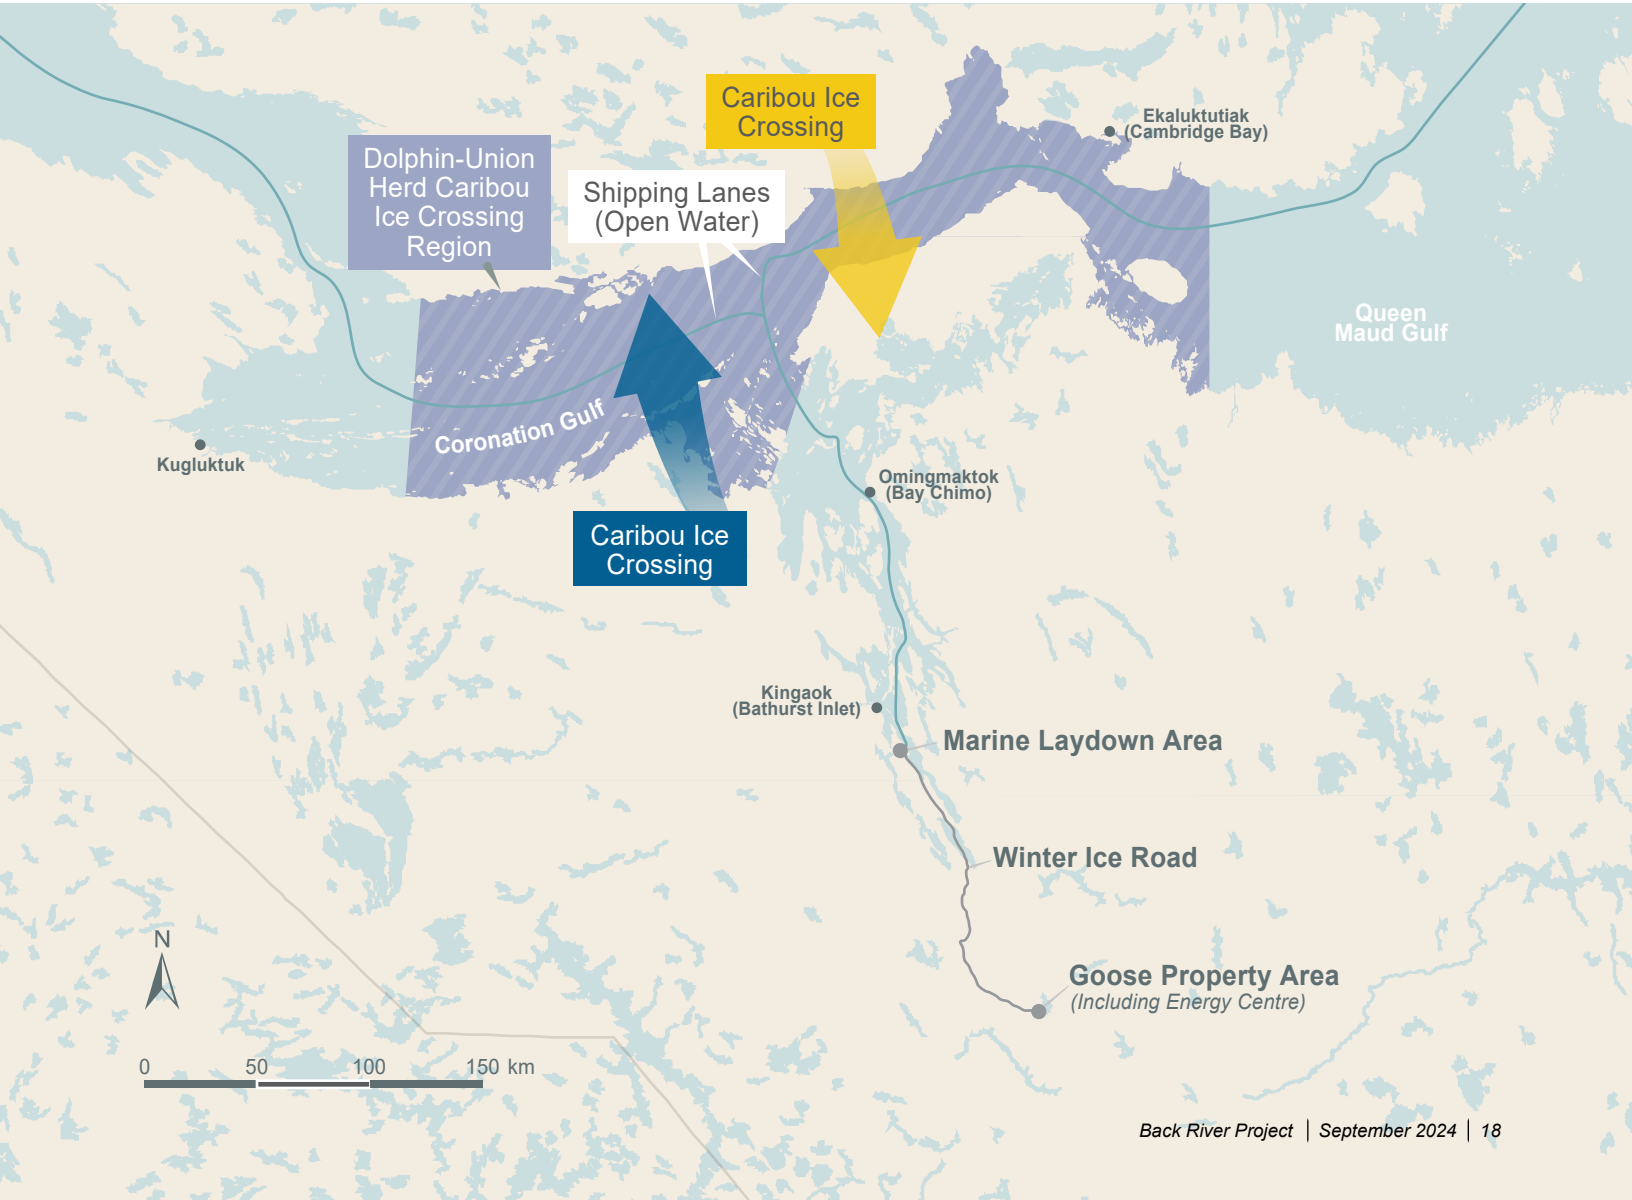 Caribou Ice
Crossing
Ekaluktutiak
(Cambridge Bay)
Dolphin-Union
Herd Caribou
Ice Crossing
Region
Shipping Lanes
(Open Water)
Queen
Maud Gulf
Coronation Gulf
Kugluktuk
Omingmaktok
(Bay Chimo)
Caribou Ice
Crossing
Kingaok
(Bathurst Inlet)
Marine Laydown Area
Winter Ice Road
N
Goose Property Area
(Including Energy Centre)
0 50 100 150 km
Back River Project | September 2024 | 18